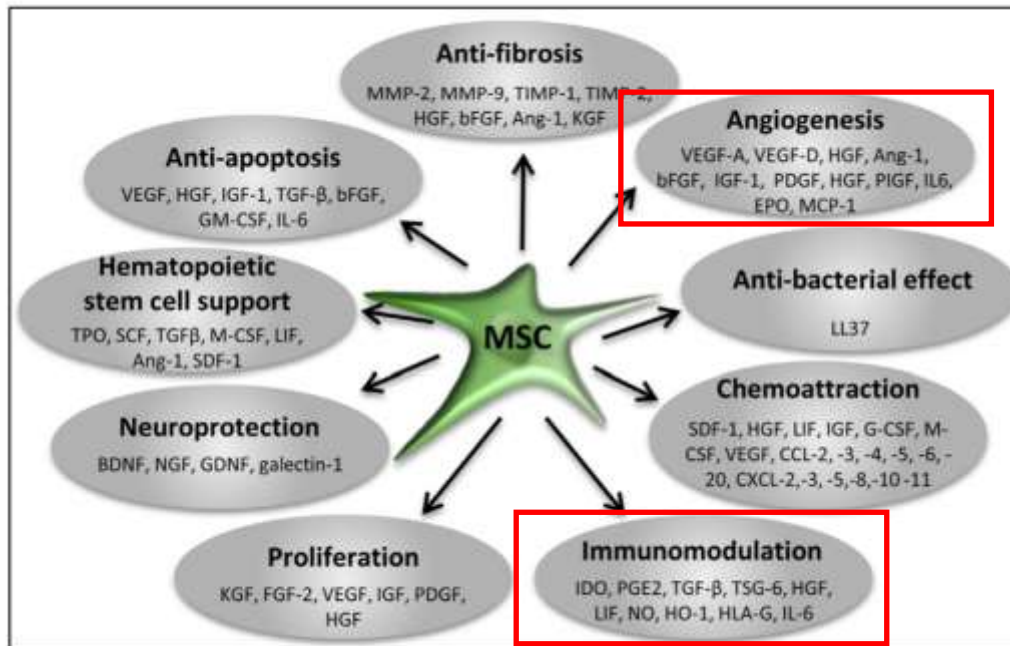 Anti-fibrosis
MMP-2, MMP-9, TIMP-1, TIMP-2,
HGF, bFGF, Ang-1, KGF
Angiogenesis
VEGF-A, VEGF-D, HGF, Ang-1,
bFGF, IGF-1, PDGF, HGF, PIGF, IL6,
EPO, MCP-1
Anti-apoptosis
VEGF, HGF, IGF-1, TGF-β, bFGF,
GM-CSF, IL-6
Anti-bacterial effect
LL37
Hematopoietic
stem cell support
TPO, SCF, TGFβ, M-CSF, LIF,
Ang-1, SDF-1
MSC
Chemoattraction
SDF-1, HGF, LIF, IGF, G-CSF, M-
CSF, VEGF, CCL-2, -3, -4, -5, -6, -
20, CXCL-2,-3, -5,-8,-10 -11
Neuroprotection
BDNF, NGF, GDNF, galectin-1
Proliferation
KGF, FGF-2, VEGF, IGF, PDGF,
HGF
Immunomodulation
IDO, PGE2, TGF-β, TSG-6, HGF,
LIF, NO, HO-1, HLA-G, IL-6